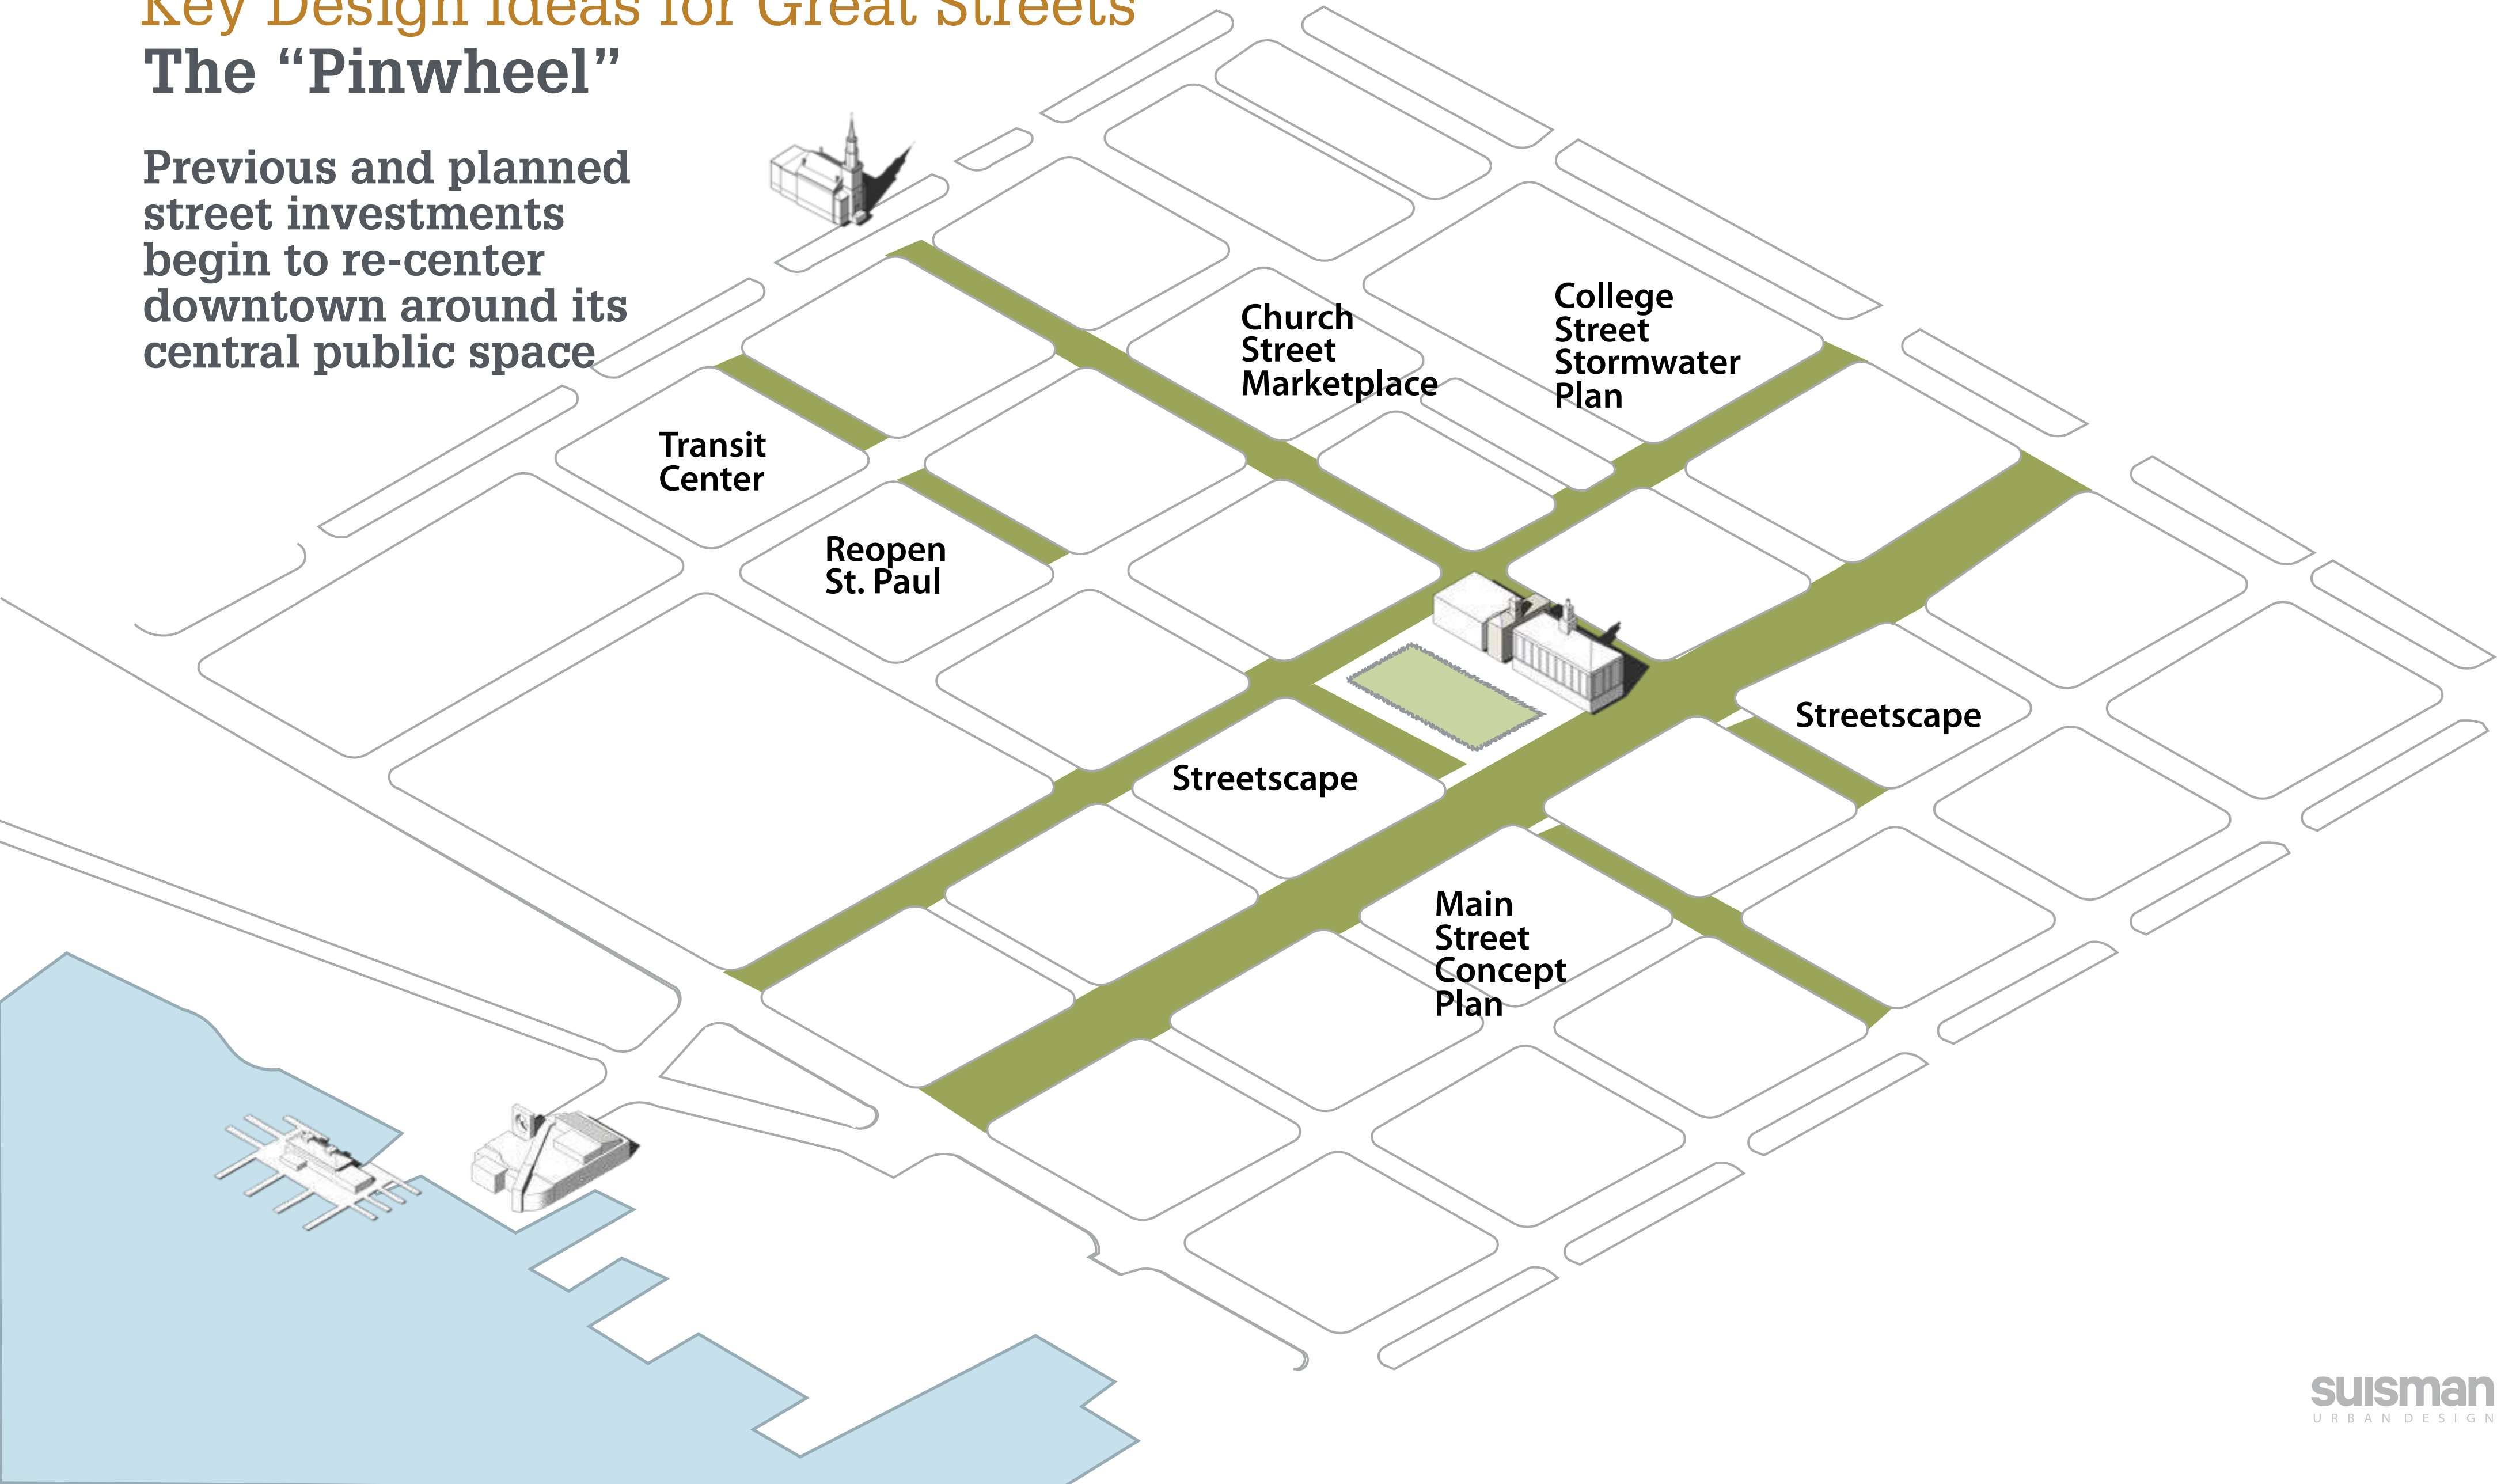 Key Design Ideas for Great Streets
The “Pinwheel”
Previous and planned
street investments
begin to re-center
downtown around its
central public space
Church
Street
Marketplace
College
Street
Stormwater
Plan
Transit
Center
Reopen
St. Paul
Streetscape
Streetscape
Main
Street
Concept
Plan
suisman
URBAN DESIGN